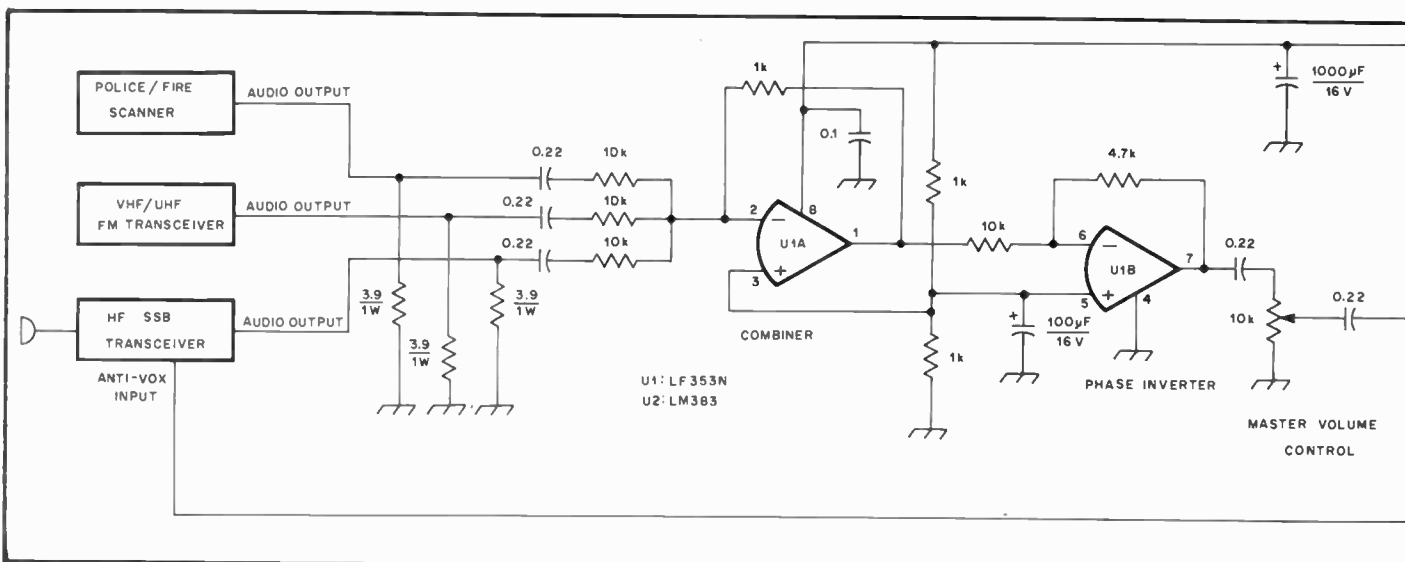 POLICE/FIRE
SCANNER
AUDIO OUTPUT
VHF/UHF
FM TRANSCEIVER
AUDIO OUTPUT
HF SSB
TRANSCEIVER
AUDIO OUTPUT
ANTI-VOX
INPUT
0.22
10k
0.22
10k
0.22
10k
3.9
1W
3.9
1W
3.9
1W
1k
0.1
2
−
8
U1A
1
+
3
COMBINER
U1: LF353N
U2: LM383
1k
1k
+
100µF
16V
10k
4.7k
6
−
U1B
7
+
5
4
PHASE INVERTER
+
1000µF
16V
0.22
10k
0.22
MASTER VOLUME
CONTROL